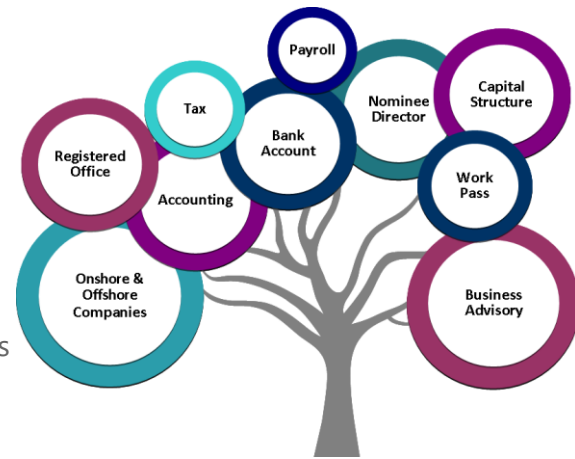 Payroll
Capital
Structure
Nominee
Director
Tax
Bank
Account
Registered
Office
Work
Pass
Accounting
Onshore &
Offshore
Companies
Business
Advisory
s